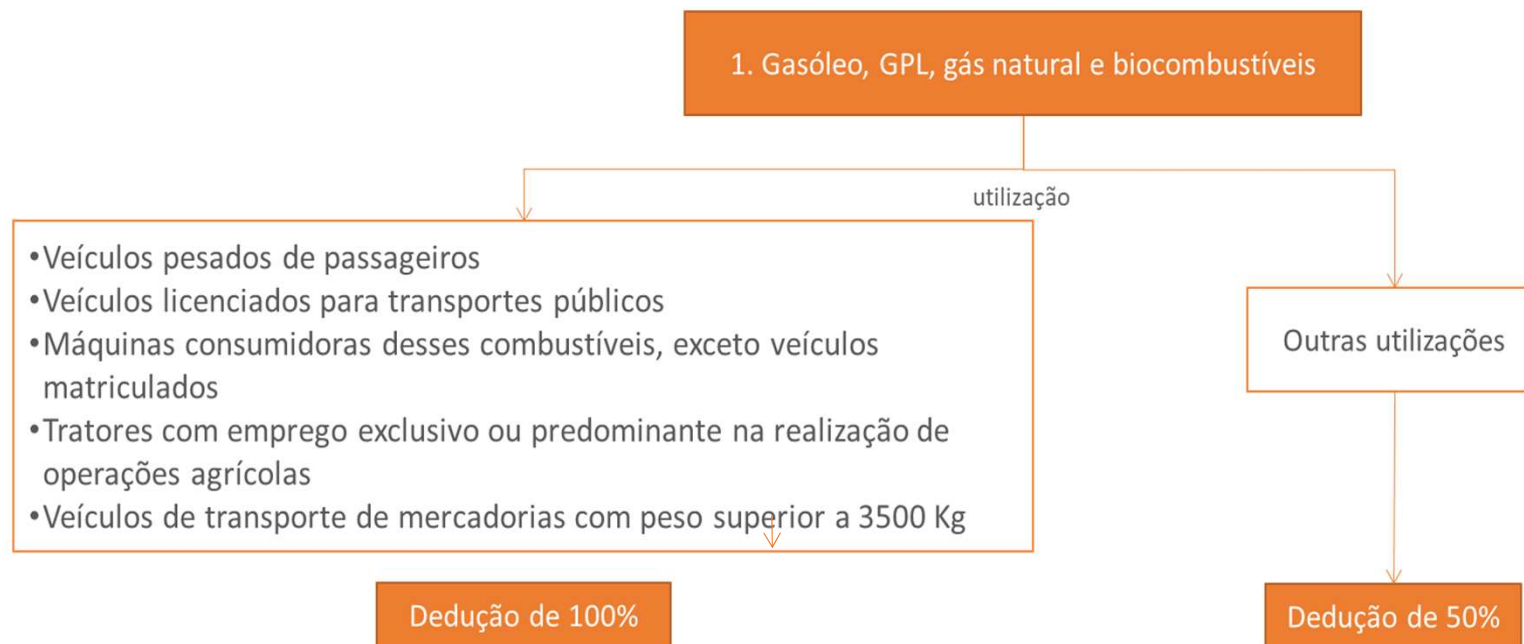 1. Gasóleo, GPL, gás natural e biocombustíveis
utilização
•Veículos pesados de passageiros
•Veículos licenciados para transportes públicos
•Máquinas consumidoras desses combustíveis, exceto veículos
matriculados
•Tratores com emprego exclusivo ou predominante na realização de
operações agrícolas
•Veículos de transporte de mercadorias com peso superior a 3500 Kg
Outras utilizações
Dedução de 100%
Dedução de 50%